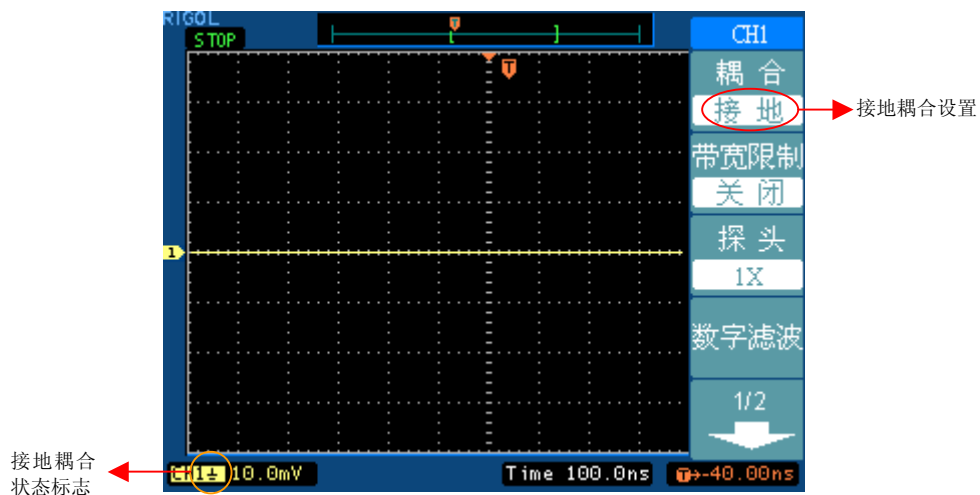 RIGOL
STOP
T
CH1
T
耦 合
接 地
接地耦合设置
带宽限制
关 闭
探 头
1
1X
数字滤波
1/2
接地耦合
状态标志
CH1 10.0mV
Time 100.0ns
T→-40.00ns